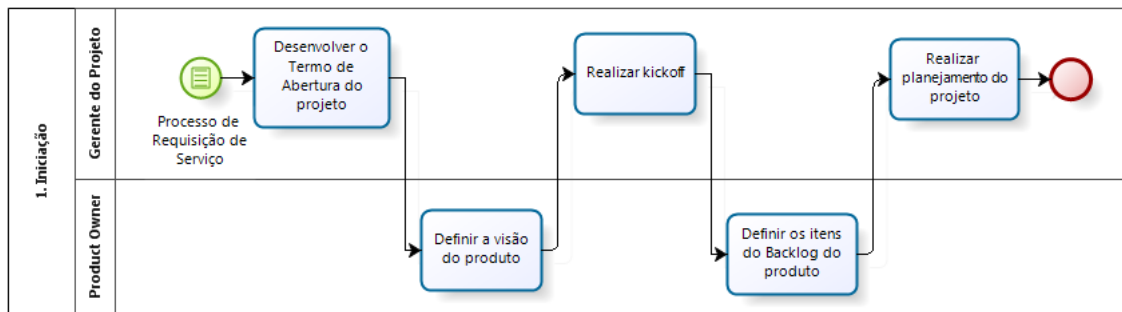 1. Iniciação
Gerente do Projeto
Processo de
Requisição de
Serviço
Desenvolver o
Termo de
Abertura do
projeto
Realizar kickoff
Realizar
planejamento do
projeto
Product Owner
Definir a visão
do produto
Definir os itens
do Backlog do
produto